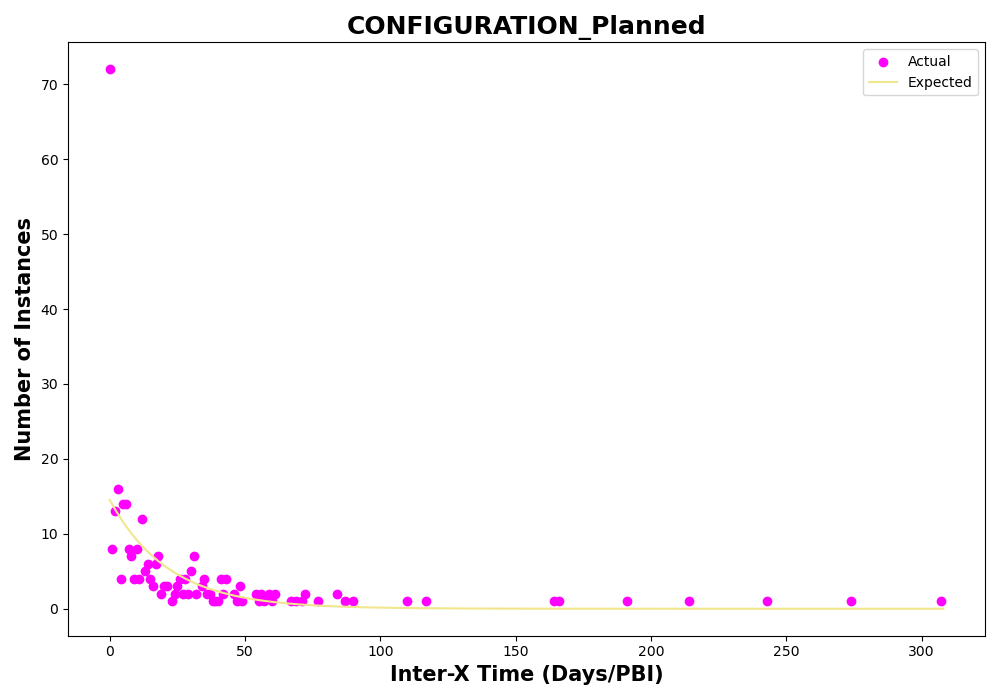 CONFIGURATION_Planned
Actual
Expected
70
60
50
40
30
20
10
0
Number of Instances
0 50 100 150 200 250 300
Inter-X Time (Days/PBI)